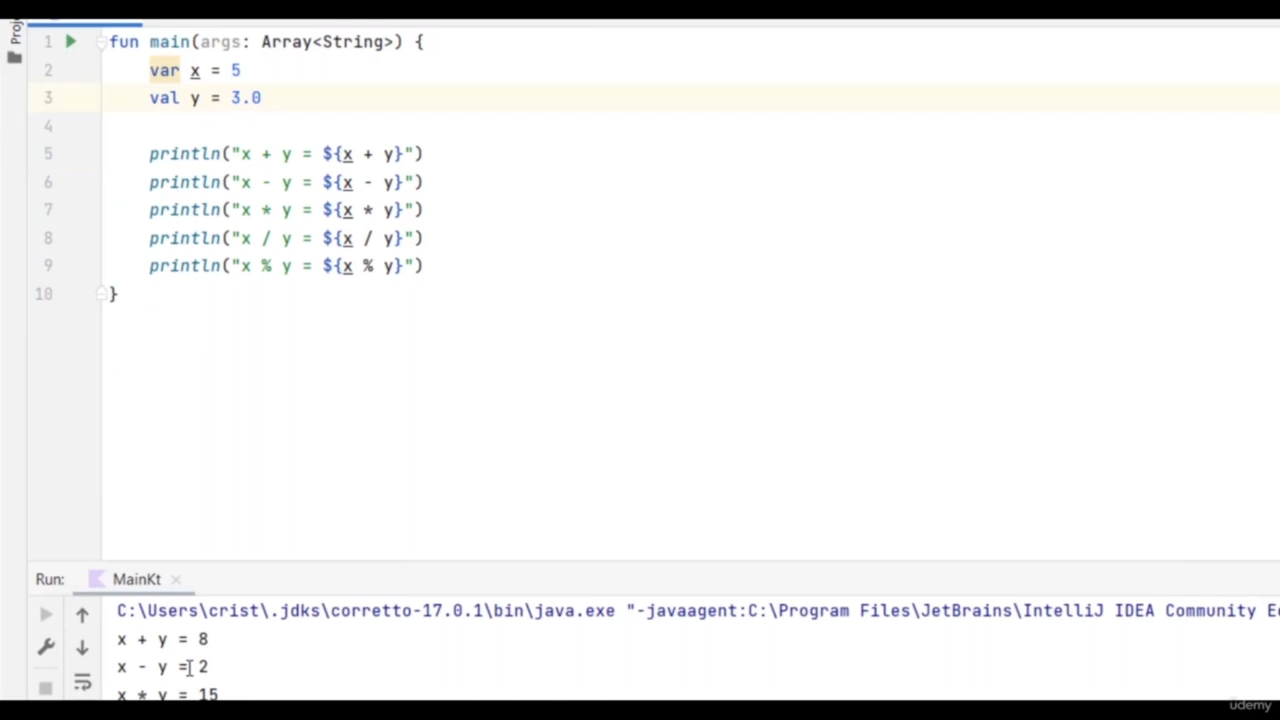 Proj
1 fun main(args: Array<String>) {
2 var x = 5
3 val y = 3.0
4
5 println("x + y = ${x + y}")
6 println("x - y = ${x - y}")
7 println("x * y = ${x * y}")
8 println("x / y = ${x / y}")
9 println("x % y = ${x % y}")
10 }
Run: MainKt
C:\Users\crist\.jdks\corretto-17.0.1\bin\java.exe "-javaagent:C:\Program Files\JetBrains\IntelliJ IDEA Community Ed
x + y = 8
x - y = 2
x * y = 15
udemy